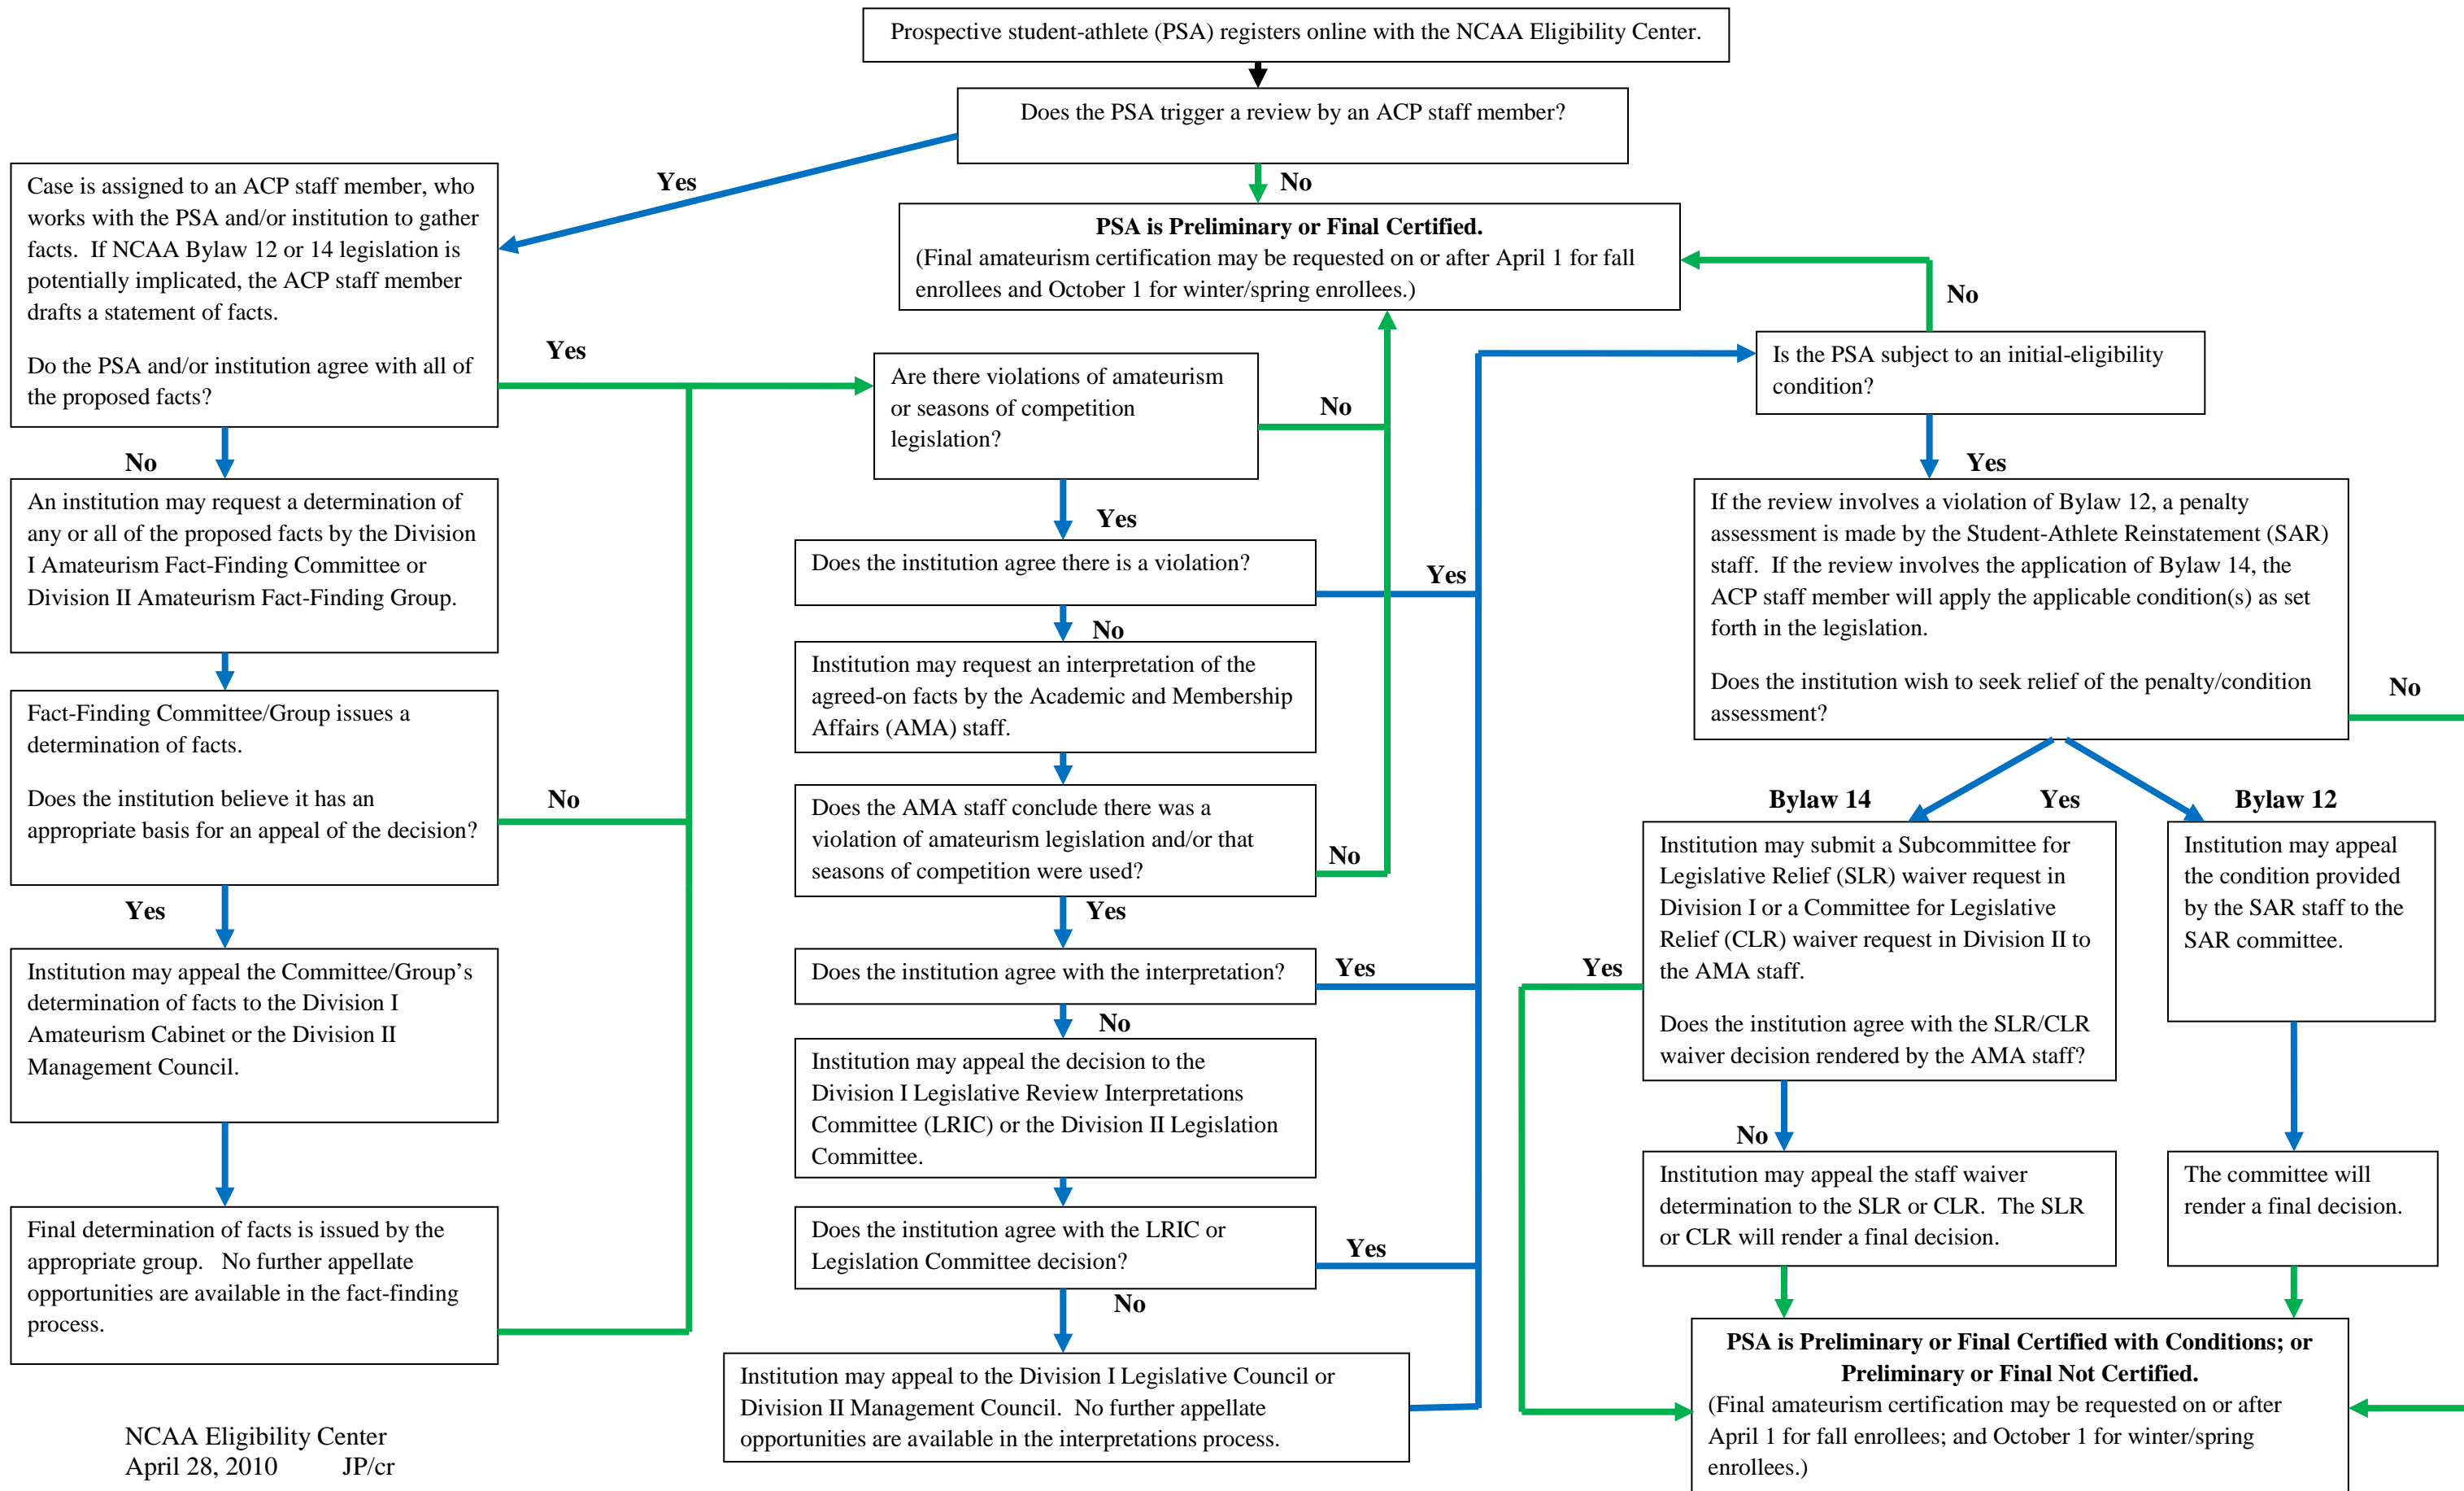 Prospective student-athlete (PSA) registers online with the NCAA Eligibility Center.
Does the PSA trigger a review by an ACP staff member?
Yes
No
Case is assigned to an ACP staff member, who
works with the PSA and/or institution to gather
facts.  If NCAA Bylaw 12 or 14 legislation is
potentially implicated, the ACP staff member
drafts a statement of facts.
Do the PSA and/or institution agree with all of
the proposed facts?
Yes
No
An institution may request a determination of
any or all of the proposed facts by the Division
I Amateurism Fact-Finding Committee or
Division II Amateurism Fact-Finding Group.
Fact-Finding Committee/Group issues a
determination of facts.
Does the institution believe it has an
appropriate basis for an appeal of the decision?
No
Yes
Institution may appeal the Committee/Group's
determination of facts to the Division I
Amateurism Cabinet or the Division II
Management Council.
Final determination of facts is issued by the
appropriate group.   No further appellate
opportunities are available in the fact-finding
process.
NCAA Eligibility Center
April 28, 2010 JP/cr
PSA is Preliminary or Final Certified.
(Final amateurism certification may be requested on or after April 1 for fall
enrollees and October 1 for winter/spring enrollees.)
Are there violations of amateurism
or seasons of competition
legislation?
No
Yes
Does the institution agree there is a violation?
Yes
No
Institution may request an interpretation of the
agreed-on facts by the Academic and Membership
Affairs (AMA) staff.
Does the AMA staff conclude there was a
violation of amateurism legislation and/or that
seasons of competition were used?
No
Yes
Does the institution agree with the interpretation?
Yes
No
Institution may appeal the decision to the
Division I Legislative Review Interpretations
Committee (LRIC) or the Division II Legislation
Committee.
Does the institution agree with the LRIC or
Legislation Committee decision?
Yes
No
Institution may appeal to the Division I Legislative Council or
Division II Management Council.  No further appellate
opportunities are available in the interpretations process.
No
Is the PSA subject to an initial-eligibility
condition?
Yes
If the review involves a violation of Bylaw 12, a penalty
assessment is made by the Student-Athlete Reinstatement (SAR)
staff.  If the review involves the application of Bylaw 14, the
ACP staff member will apply the applicable condition(s) as set
forth in the legislation.
Does the institution wish to seek relief of the penalty/condition
assessment?
No
Bylaw 14 Yes Bylaw 12
Institution may submit a Subcommittee for
Legislative Relief (SLR) waiver request in
Division I or a Committee for Legislative
Relief (CLR) waiver request in Division II to
the AMA staff.
Does the institution agree with the SLR/CLR
waiver decision rendered by the AMA staff?
Yes
No
Institution may appeal the staff waiver
determination to the SLR or CLR.  The SLR
or CLR will render a final decision.
Institution may appeal
the condition provided
by the SAR staff to the
SAR committee.
The committee will
render a final decision.
PSA is Preliminary or Final Certified with Conditions; or
Preliminary or Final Not Certified.
(Final amateurism certification may be requested on or after
April 1 for fall enrollees; and October 1 for winter/spring
enrollees.)